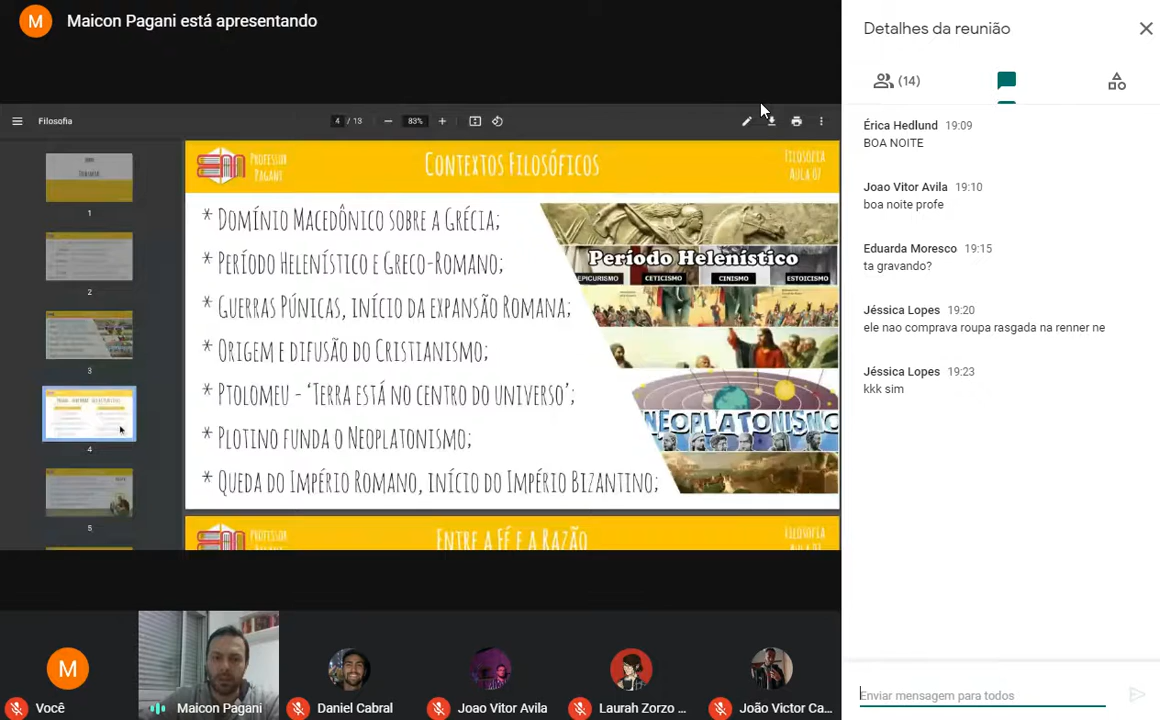 M Maicon Pagani está apresentando
Filosofia
4 / 13
83%
1
2
3
4
5
PROFESSOR
PAGANY
CONTEXTOS FILOSÓFICOS
FILOSOFIA
AULA 07
* DOMÍNIO MACEDÔNICO SOBRE A GRÉCIA;
* PERÍODO HELENÍSTICO E GRECO-ROMANO;
* GUERRAS PÚNICAS, INÍCIO DA EXPANSÃO ROMANA;
* ORIGEM E DIFUSÃO DO CRISTIANISMO;
* PTOLOMEU - 'TERRA ESTÁ NO CENTRO DO UNIVERSO';
* PLOTINO FUNDA O NEOPLATONISMO;
* QUEDA DO IMPÉRIO ROMANO, INÍCIO DO IMPÉRIO BIZANTINO;
Período Helenístico
EPICURISMO CETICISMO CINISMO ESTOICISMO
NEOPLATONISMO
PROFESSOR
ENTRE A FÉ E A RAZÃO
FILOSOFIA
AULA 07
M
Você
Maicon Pagani
Daniel Cabral
Joao Vitor Avila
Laurah Zorzo ...
João Victor Ca...
Detalhes da reunião
(14)
Érica Hedlund 19:09
BOA NOITE
Joao Vitor Avila 19:10
boa noite profe
Eduarda Moresco 19:15
ta gravando?
Jéssica Lopes 19:20
ele nao comprava roupa rasgada na renner ne
Jéssica Lopes 19:23
kkk sim
Enviar mensagem para todos